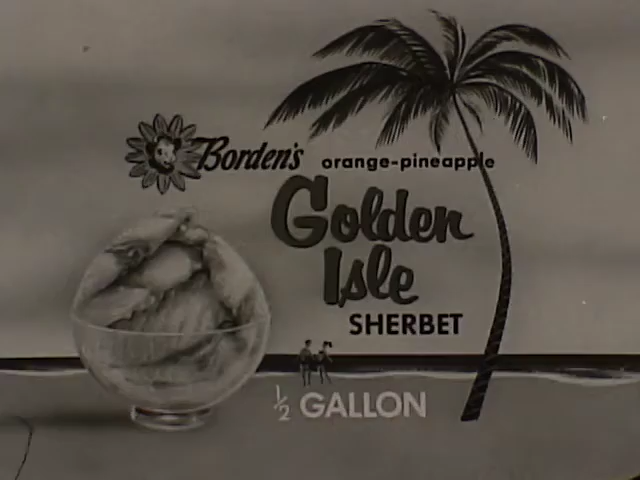 Borden's orange-pineapple
Golden
Isle
SHERBET
½ GALLON